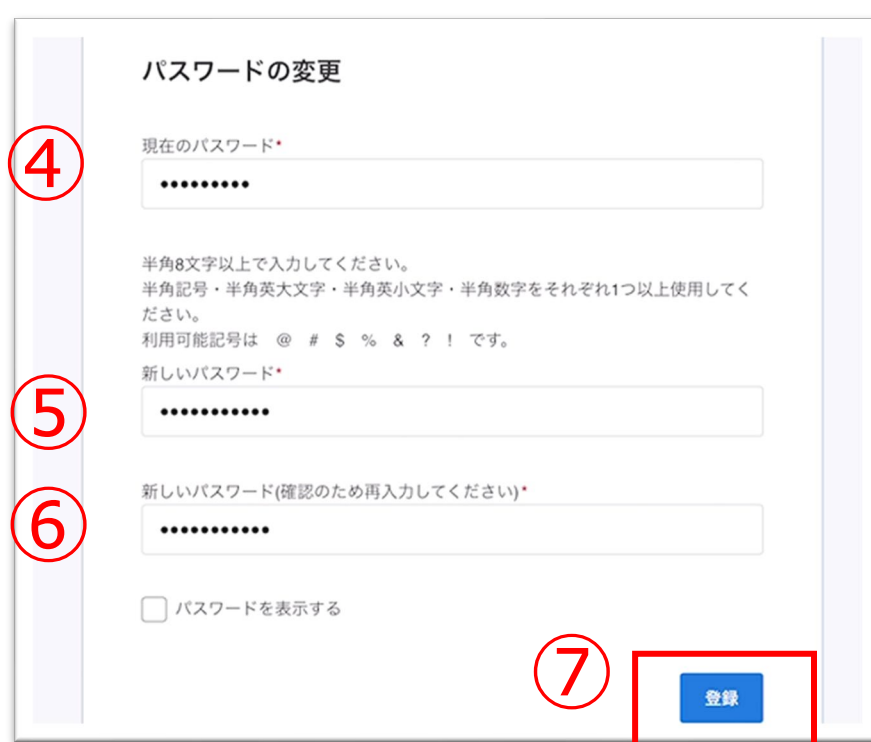 パスワードの変更
④
現在のパスワード*
•••••••••
半角8文字以上で入力してください。
半角記号・半角英大文字・半角英小文字・半角数字をそれぞれ1つ以上使用してく
ださい。
利用可能記号は @ # $ % & ? ! です。
新しいパスワード*
⑤
•••••••••••
新しいパスワード(確認のため再入力してください)*
⑥
•••••••••••
パスワードを表示する
⑦
登録